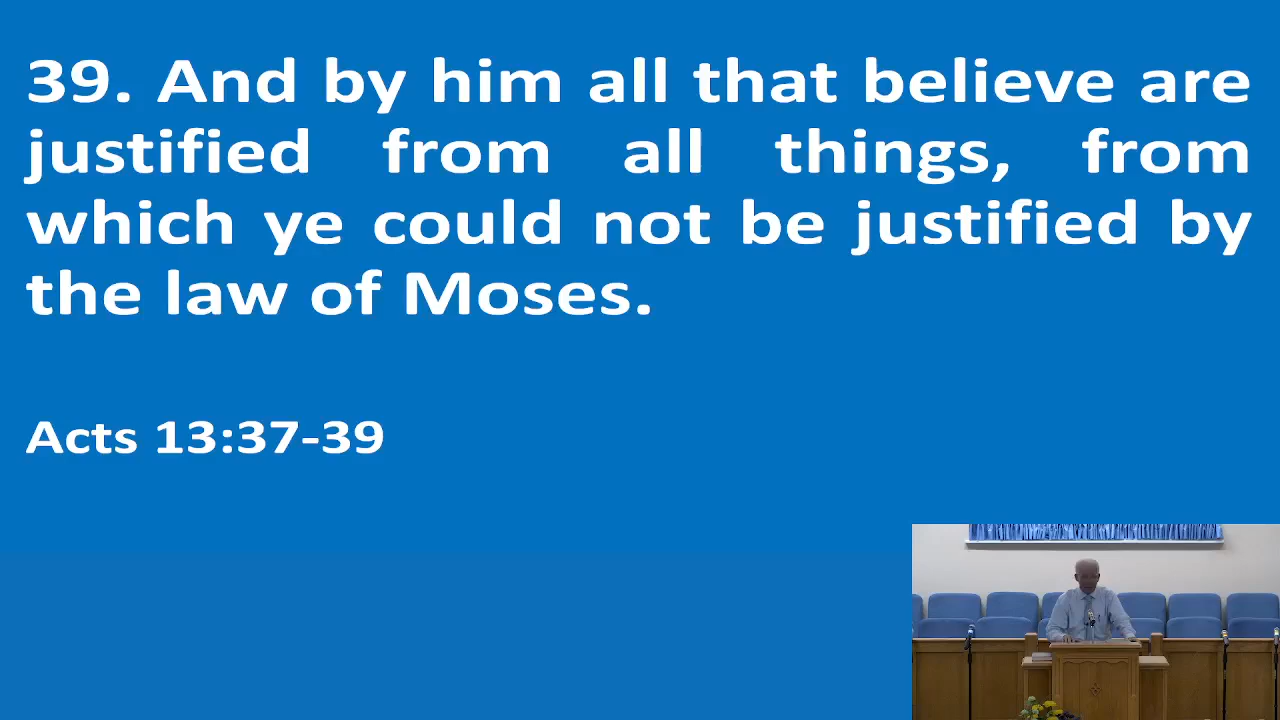 39. And by him all that believe are
justified from all things, from
which ye could not be justified by
the law of Moses.
Acts 13:37-39